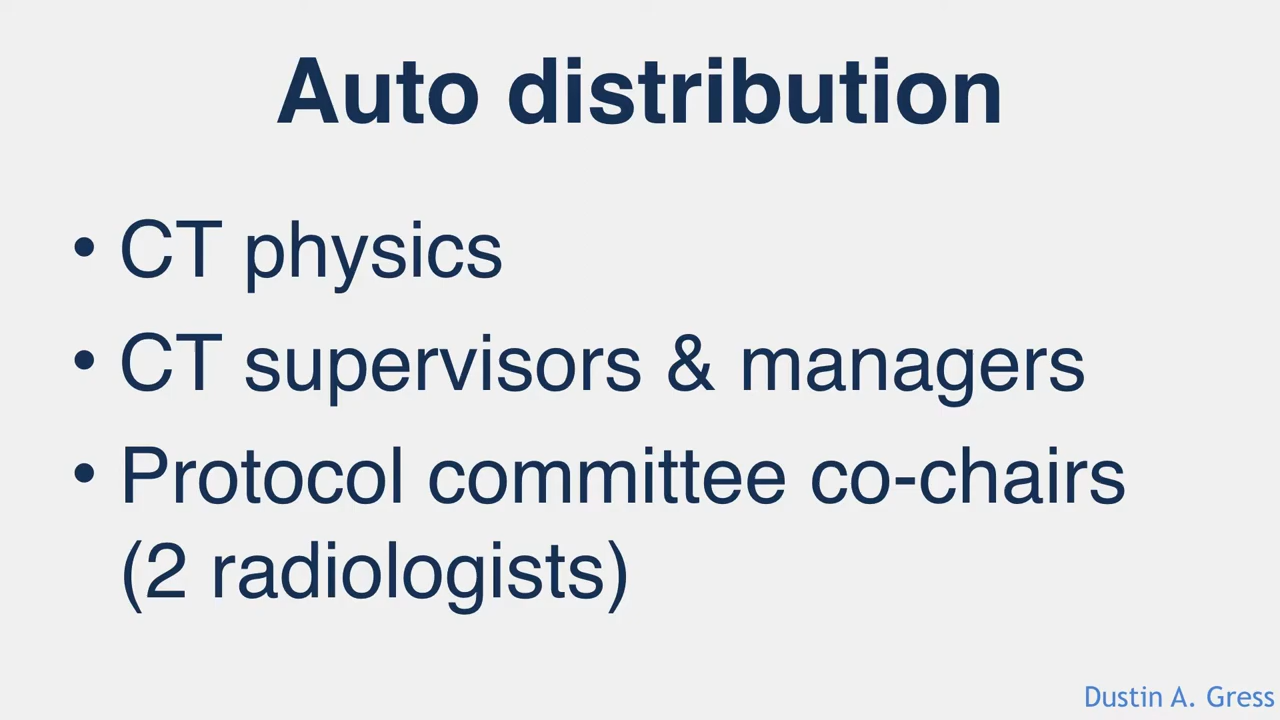 Auto distribution
• CT physics
• CT supervisors & managers
• Protocol committee co-chairs
(2 radiologists)
Dustin A. Gress